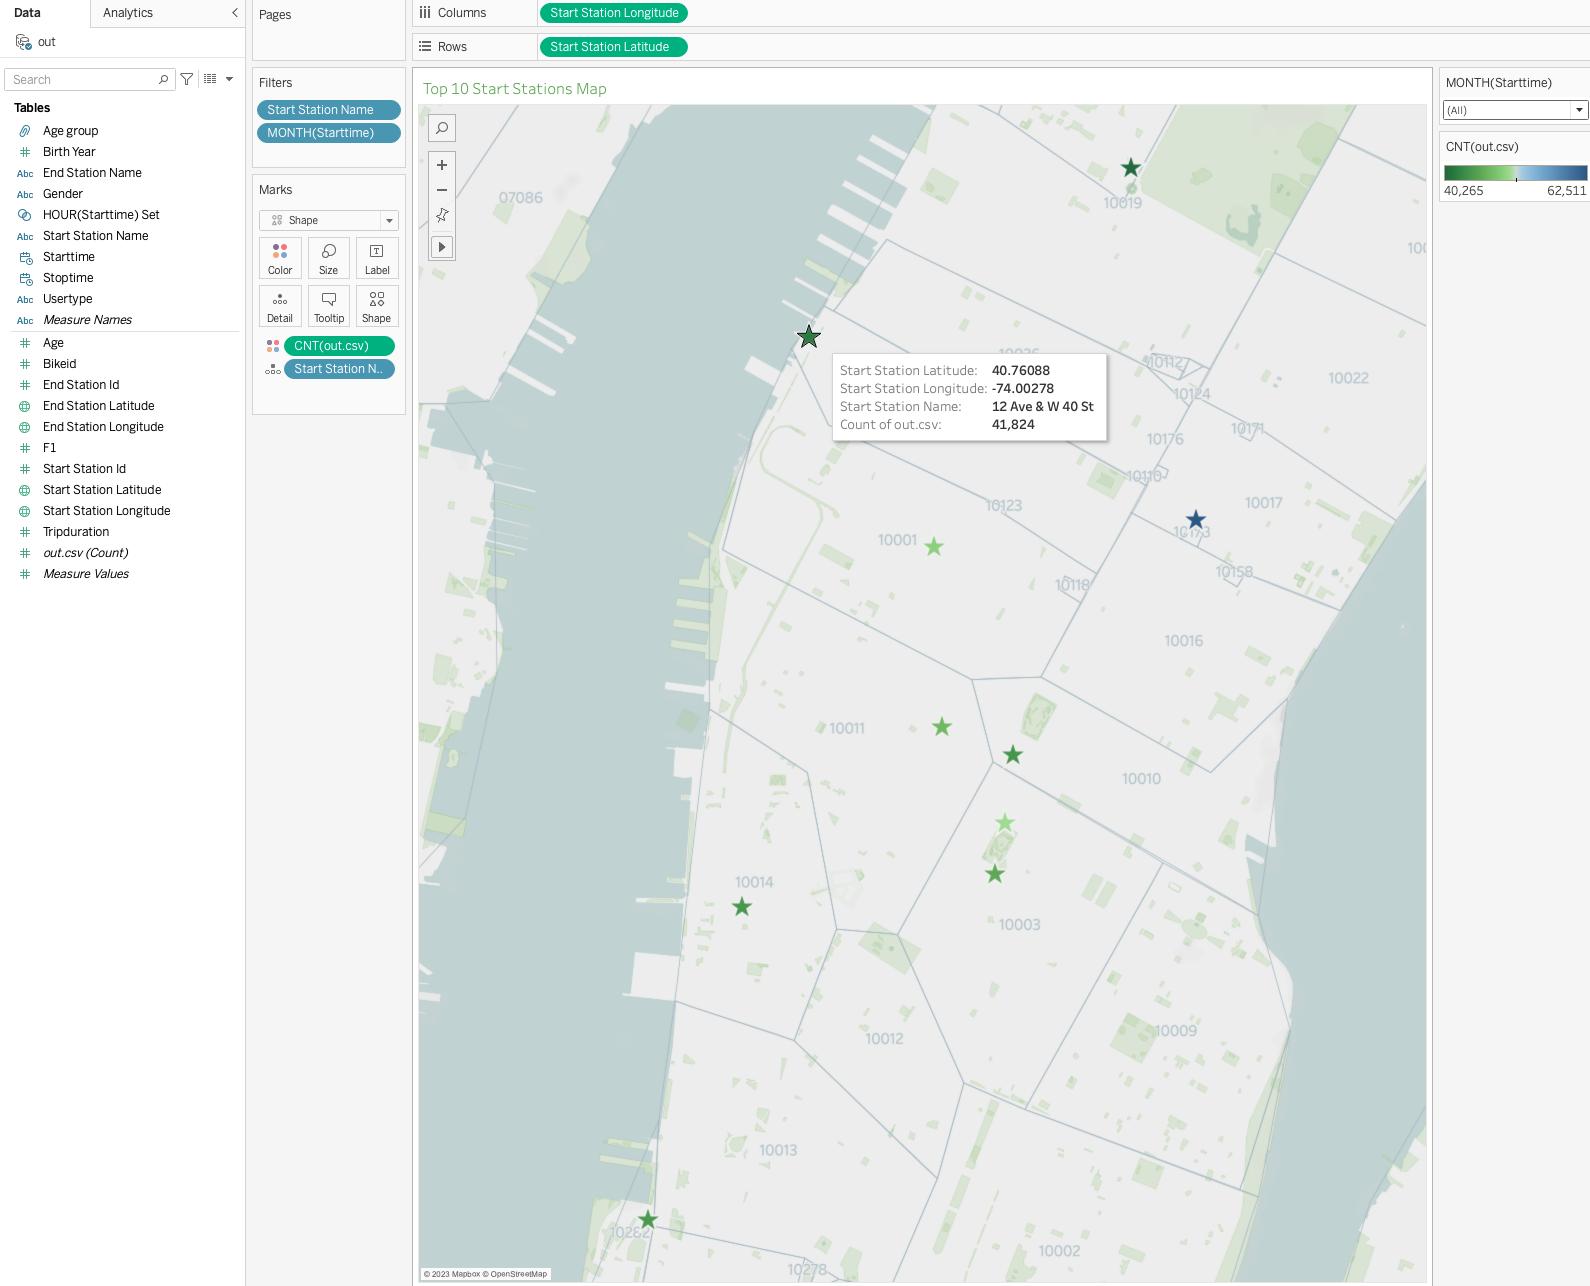 Data
Analytics
out
Search
Tables
Age group
Birth Year
Abc End Station Name
Abc Gender
HOUR(Starttime) Set
Abc Start Station Name
Starttime
Stoptime
Abc Usertype
Abc Measure Names
Age
Bikeid
End Station Id
End Station Latitude
End Station Longitude
F1
Start Station Id
Start Station Latitude
Start Station Longitude
Tripduration
out.csv (Count)
Measure Values
Pages
Filters
Start Station Name
MONTH(Starttime)
Marks
Shape
Color Size Label
Detail Tooltip Shape
CNT(out.csv)
Start Station N..
Columns Start Station Longitude
Rows Start Station Latitude
Top 10 Start Stations Map
07086
10019
10022
10112
10124
10176
10171
10110
10123
10017
10001
10173
10118
10158
10016
10011
10010
10014
10003
10012
10009
10013
10282
10002
10278
Start Station Latitude: 40.76088
Start Station Longitude: -74.00278
Start Station Name: 12 Ave & W 40 St
Count of out.csv: 41,824
© 2023 Mapbox © OpenStreetMap
MONTH(Starttime)
(All)
CNT(out.csv)
40,265 62,511